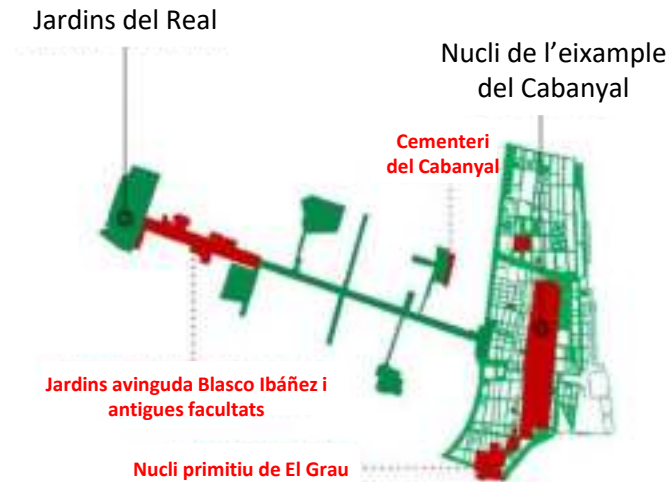 Jardins del Real
Nucli de l’eixample
del Cabanyal
Cementeri
del Cabanyal
Jardins avinguda Blasco Ibáñez i
antigues facultats
Nucli primitiu de El Grau